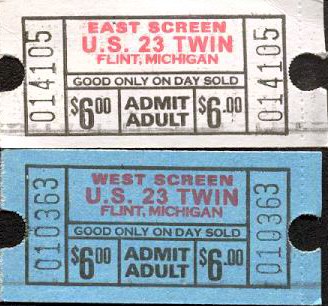 014105
EAST SCREEN
U.S. 23 TWIN
FLINT, MICHIGAN
GOOD ONLY ON DAY SOLD
$6.00 ADMIT ADULT $6.00
014105
010363
WEST SCREEN
U.S. 23 TWIN
FLINT, MICHIGAN
GOOD ONLY ON DAY SOLD
$6.00 ADMIT ADULT $6.00
010363